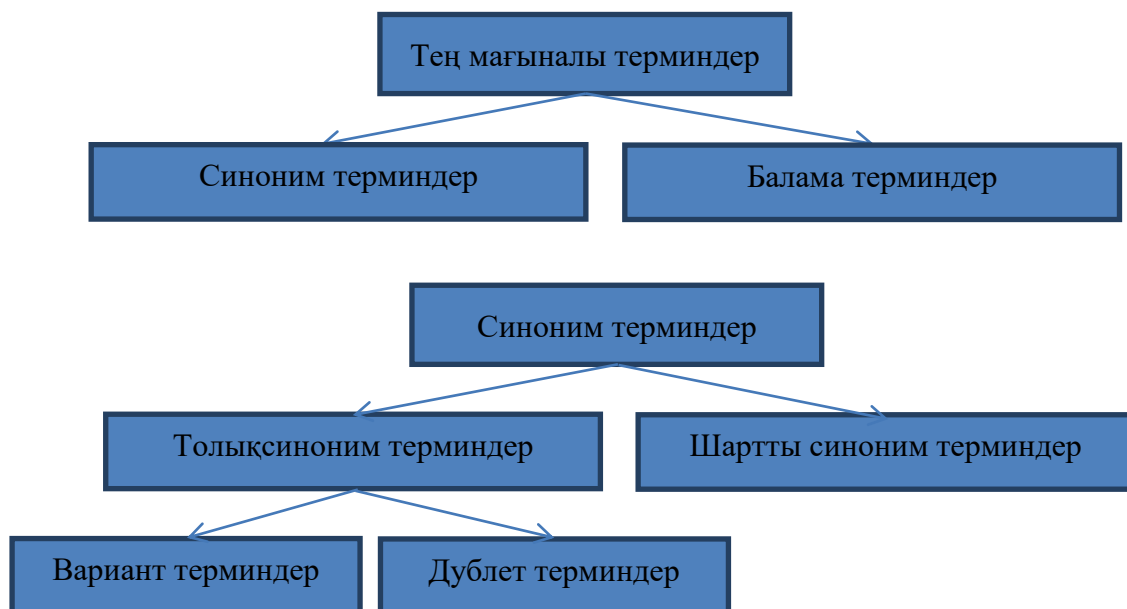 Тең мағыналы терминдер
Синоним терминдер
Балама терминдер
Синоним терминдер
Толықсиноним терминдер
Шартты синоним терминдер
Вариант терминдер
Дублет терминдер